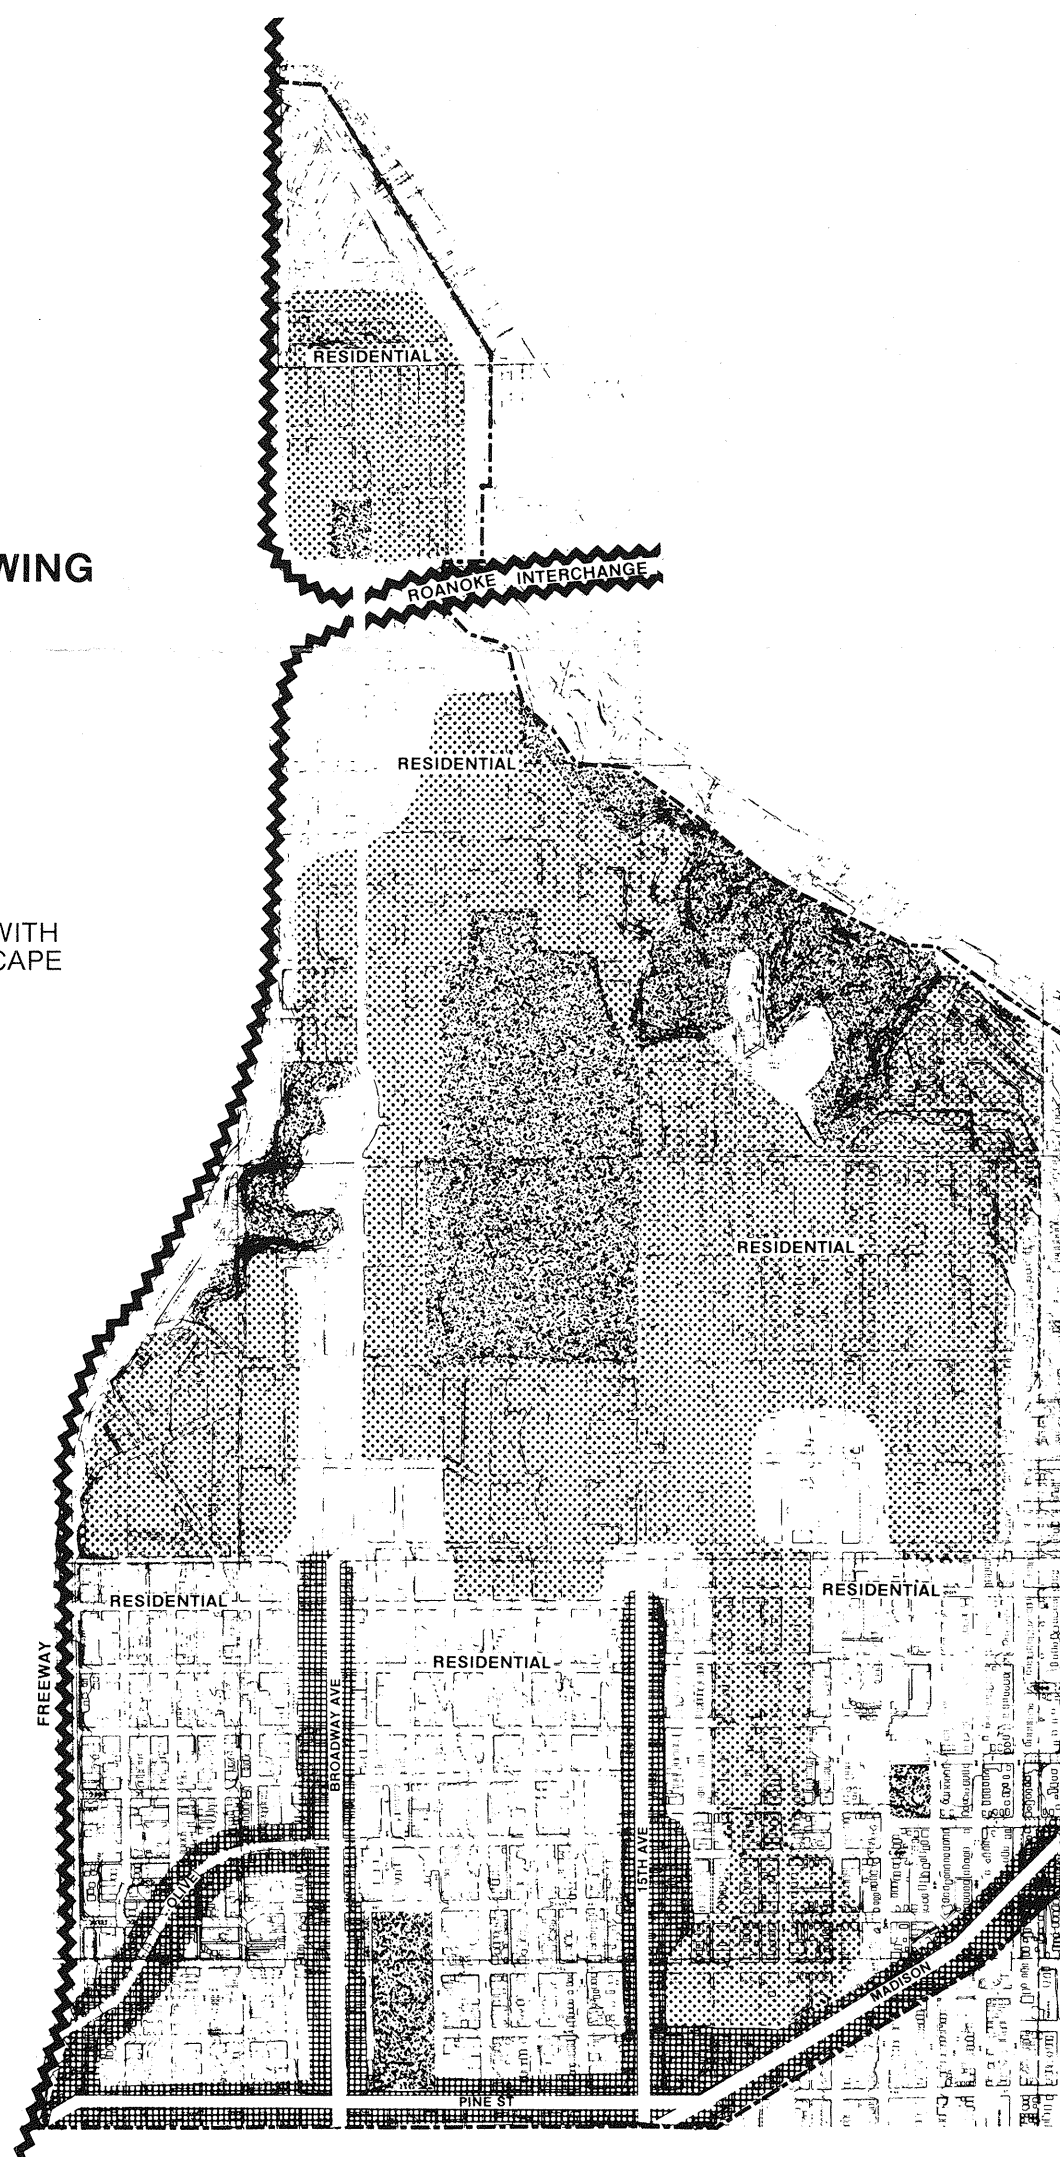 RESIDENTIAL
WING
ROANOKE INTERCHANGE
RESIDENTIAL
WITH
CAPE
RESIDENTIAL
RESIDENTIAL
RESIDENTIAL
RESIDENTIAL
FREEWAY
BROADWAY AVE
15TH AVE
OLIVE
MADISON
PINE ST